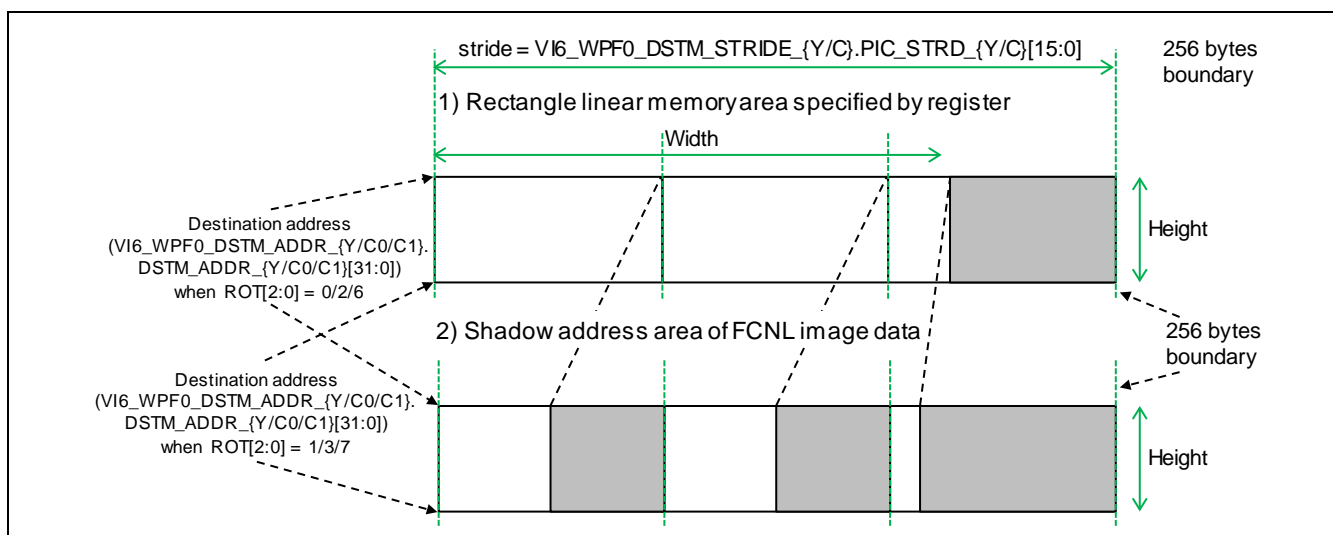 stride = VI6_WPF0_DSTM_STRIDE_{Y/C}.PIC_STRD_{Y/C}[15:0]
256 bytes
boundary
1) Rectangle linear memory area specified by register
Width
Destination address
(VI6_WPF0_DSTM_ADDR_{Y/C0/C1}.
DSTM_ADDR_{Y/C0/C1}[31:0])
when ROT[2:0] = 0/2/6
Height
2) Shadow address area of FCNL image data
256 bytes
boundary
Destination address
(VI6_WPF0_DSTM_ADDR_{Y/C0/C1}.
DSTM_ADDR_{Y/C0/C1}[31:0])
when ROT[2:0] = 1/3/7
Height